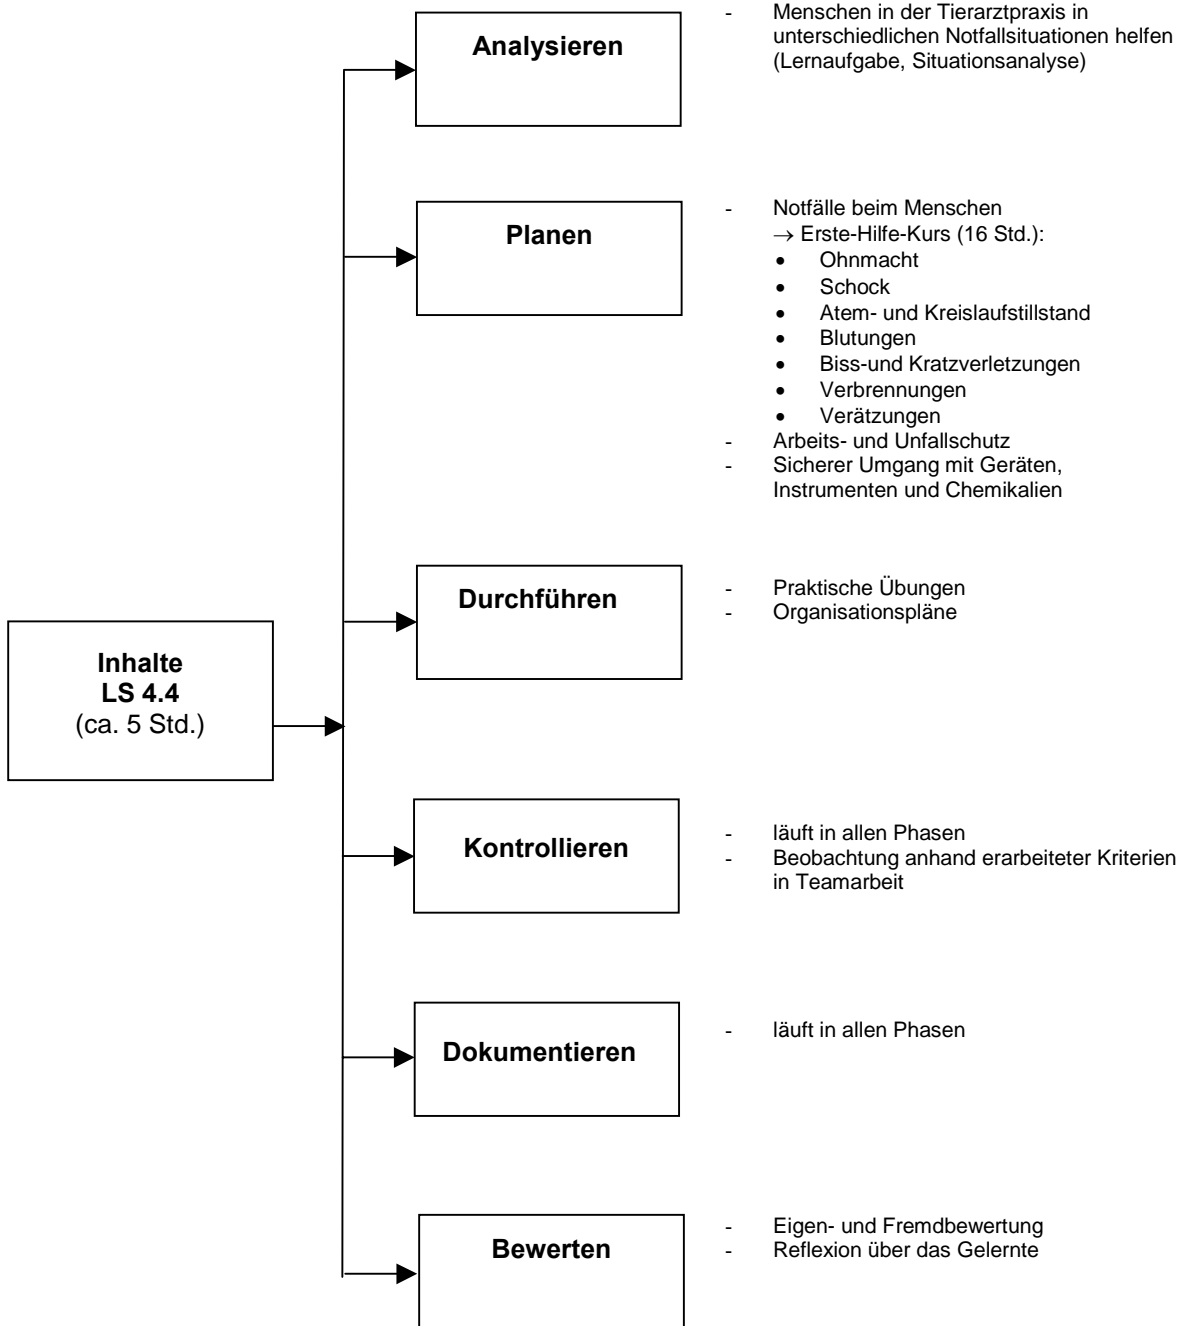 Analysieren
- Menschen in der Tierarztpraxis in
unterschiedlichen Notfallsituationen helfen
(Lernaufgabe, Situationsanalyse)
Planen
- Notfälle beim Menschen
→ Erste-Hilfe-Kurs (16 Std.):
• Ohnmacht
• Schock
• Atem- und Kreislaufstillstand
• Blutungen
• Biss-und Kratzverletzungen
• Verbrennungen
• Verätzungen
- Arbeits- und Unfallschutz
- Sicherer Umgang mit Geräten,
Instrumenten und Chemikalien
Durchführen
- Praktische Übungen
- Organisationspläne
Inhalte
LS 4.4
(ca. 5 Std.)
Kontrollieren
- läuft in allen Phasen
- Beobachtung anhand erarbeiteter Kriterien
in Teamarbeit
Dokumentieren
- läuft in allen Phasen
Bewerten
- Eigen- und Fremdbewertung
- Reflexion über das Gelernte